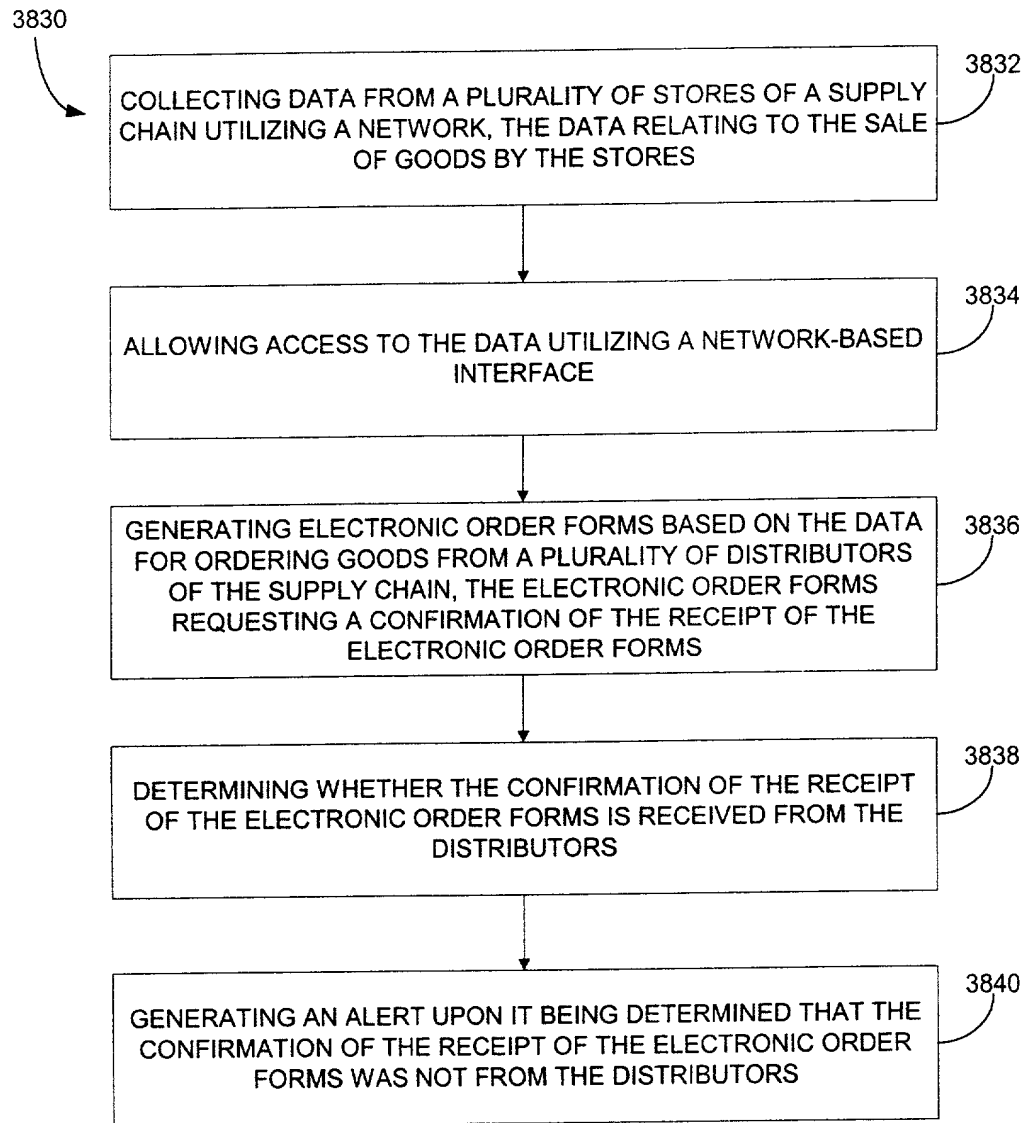 3830
3832
COLLECTING DATA FROM A PLURALITY OF STORES OF A SUPPLY
CHAIN UTILIZING A NETWORK, THE DATA RELATING TO THE SALE
OF GOODS BY THE STORES
3834
ALLOWING ACCESS TO THE DATA UTILIZING A NETWORK-BASED
INTERFACE
3836
GENERATING ELECTRONIC ORDER FORMS BASED ON THE DATA
FOR ORDERING GOODS FROM A PLURALITY OF DISTRIBUTORS
OF THE SUPPLY CHAIN, THE ELECTRONIC ORDER FORMS
REQUESTING A CONFIRMATION OF THE RECEIPT OF THE
ELECTRONIC ORDER FORMS
3838
DETERMINING WHETHER THE CONFIRMATION OF THE RECEIPT
OF THE ELECTRONIC ORDER FORMS IS RECEIVED FROM THE
DISTRIBUTORS
3840
GENERATING AN ALERT UPON IT BEING DETERMINED THAT THE
CONFIRMATION OF THE RECEIPT OF THE ELECTRONIC ORDER
FORMS WAS NOT FROM THE DISTRIBUTORS